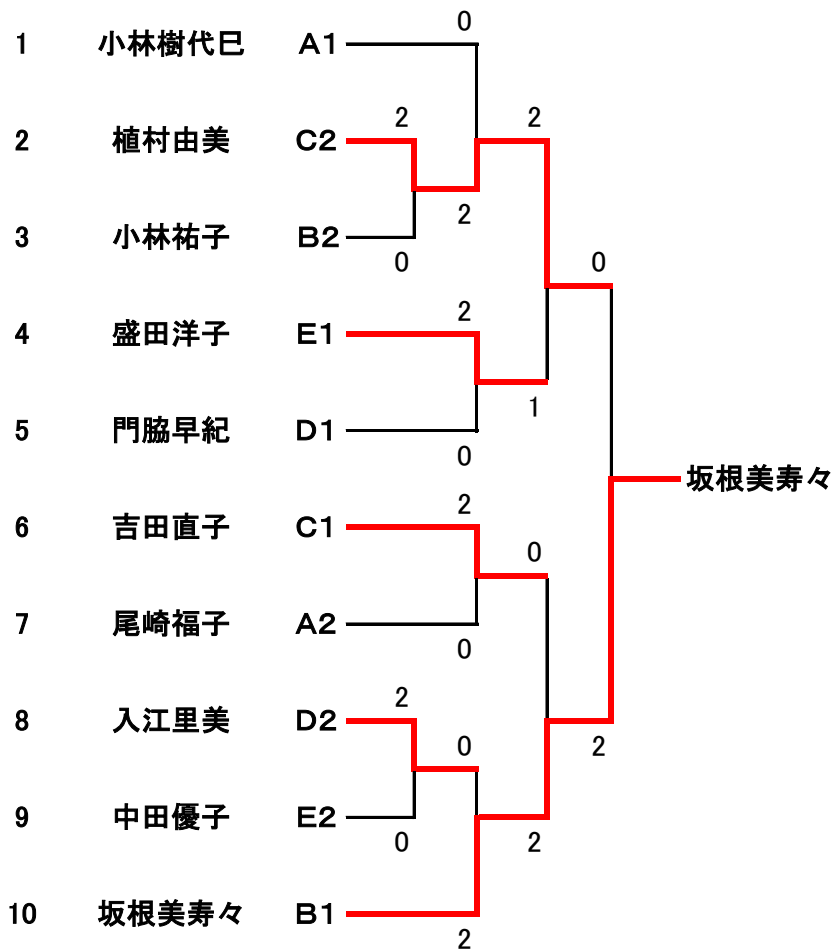 0
1 小林樹代巳 A1
2 2
2 植村由美 C2
2
3 小林祐子 B2
0 0
2
4 盛田洋子 E1
1
5 門脇早紀 D1
0
坂根美寿々
2
6 吉田直子 C1
0
7 尾崎福子 A2
0
2
8 入江里美 D2
0 2
9 中田優子 E2
0 2
10 坂根美寿々 B1
2